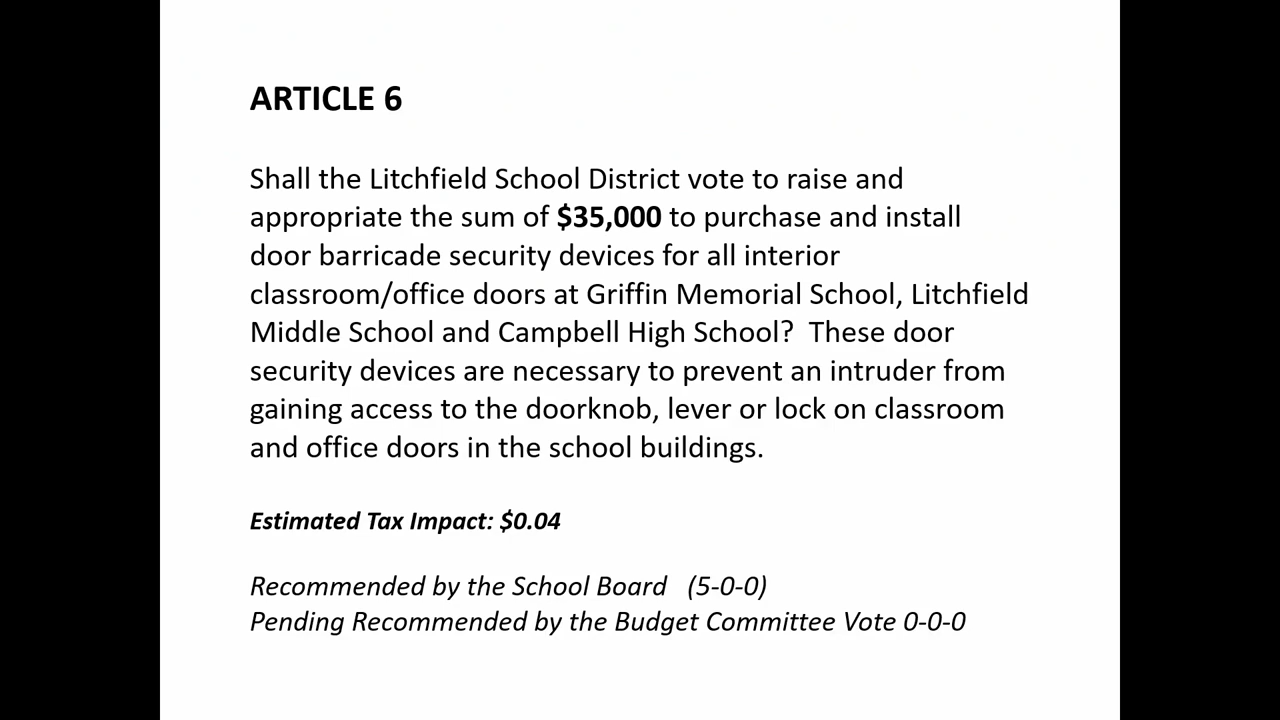 ARTICLE 6
Shall the Litchfield School District vote to raise and
appropriate the sum of $35,000 to purchase and install
door barricade security devices for all interior
classroom/office doors at Griffin Memorial School, Litchfield
Middle School and Campbell High School?  These door
security devices are necessary to prevent an intruder from
gaining access to the doorknob, lever or lock on classroom
and office doors in the school buildings.
Estimated Tax Impact: $0.04
Recommended by the School Board   (5-0-0)
Pending Recommended by the Budget Committee Vote 0-0-0